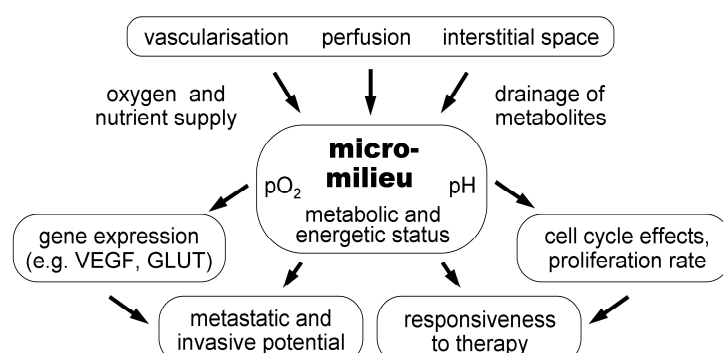 vascularisation perfusion interstitial space
oxygen and
nutrient supply
drainage of
metabolites
micro-
milieu
pO₂
pH
metabolic and
energetic status
gene expression
(e.g. VEGF, GLUT)
cell cycle effects,
proliferation rate
metastatic and
invasive potential
responsiveness
to therapy